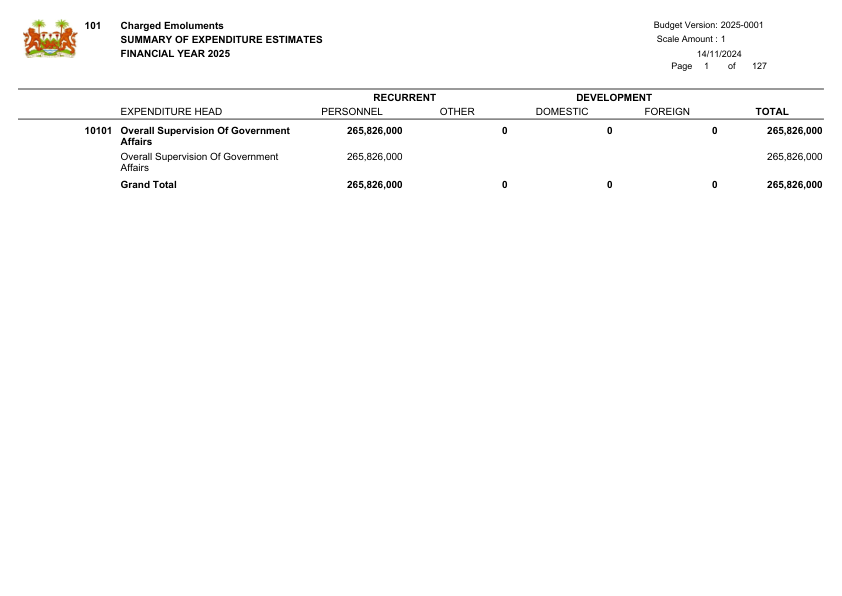 101 Charged Emoluments
SUMMARY OF EXPENDITURE ESTIMATES
FINANCIAL YEAR 2025
Budget Version: 2025-0001
Scale Amount : 1
14/11/2024
Page 1 of 127
RECURRENT DEVELOPMENT
EXPENDITURE HEAD PERSONNEL OTHER DOMESTIC FOREIGN TOTAL
10101 Overall Supervision Of Government 265,826,000 0 0 0 265,826,000
Affairs
Overall Supervision Of Government 265,826,000 265,826,000
Affairs
Grand Total 265,826,000 0 0 0 265,826,000